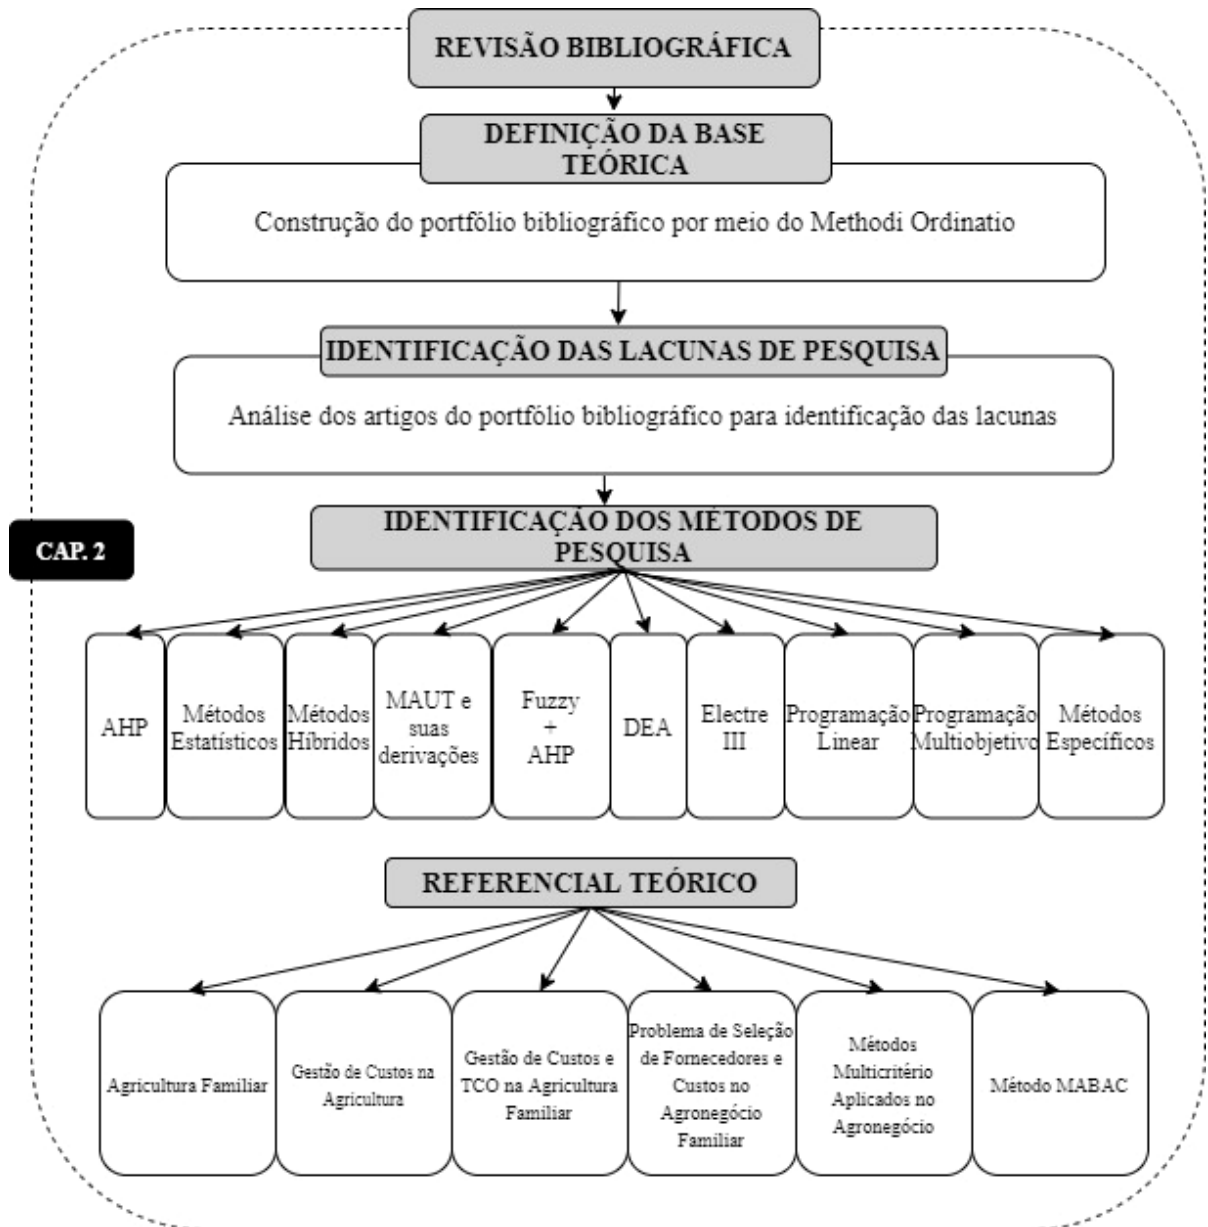 REVISÃO BIBLIOGRÁFICA
DEFINIÇÃO DA BASE
TEÓRICA
Construção do portfólio bibliográfico por meio do Methodi Ordinatio
IDENTIFICAÇÃO DAS LACUNAS DE PESQUISA
Análise dos artigos do portfólio bibliográfico para identificação das lacunas
IDENTIFICAÇÃO DOS MÉTODOS DE
PESQUISA
CAP. 2
AHP
Métodos
Estatísticos
Métodos
Híbridos
MAUT e
suas
derivações
Fuzzy
+
AHP
DEA
Electre
III
Programação
Linear
Programação
Multiobjetivo
Métodos
Específicos
REFERENCIAL TEÓRICO
Agricultura Familiar
Gestão de Custos na
Agricultura
Gestão de Custos e
TCO na Agricultura
Familiar
Problema de Seleção
de Fornecedores e
Custos no
Agronegócio
Familiar
Métodos
Multicritério
Aplicados no
Agronegócio
Método MABAC